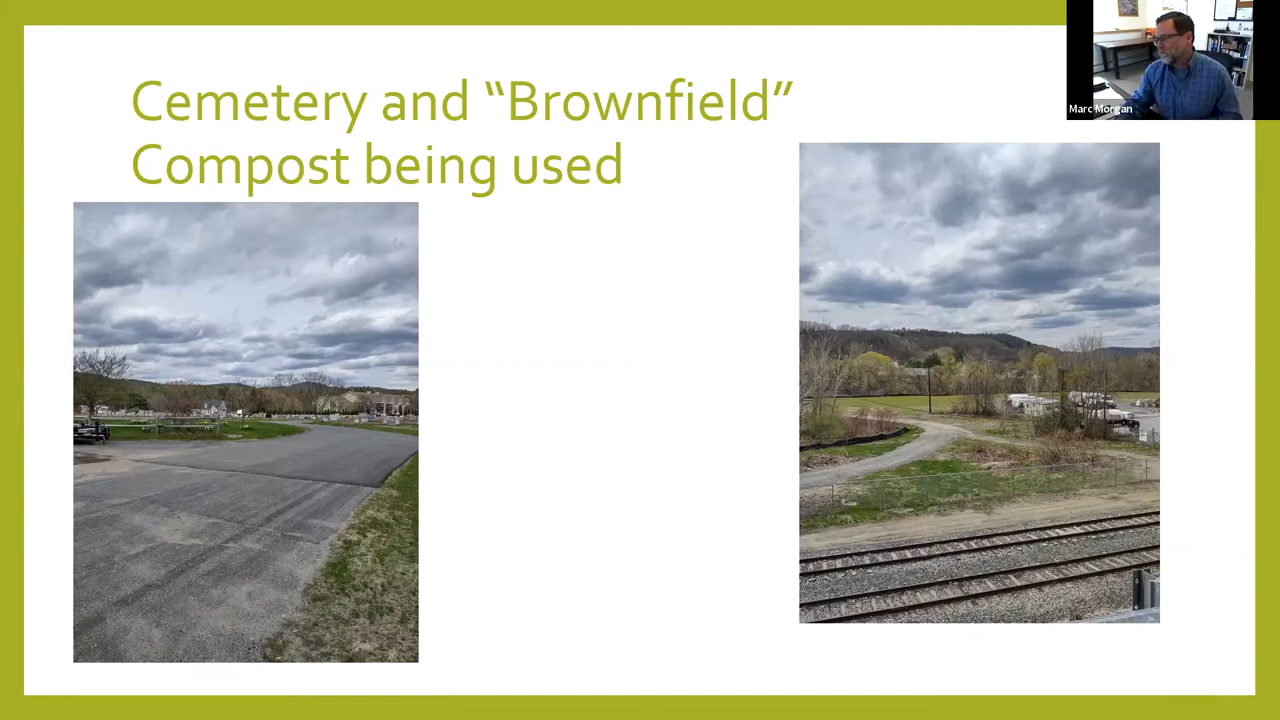 Cemetery and “Brownfield”
Compost being used
Marc Morgan